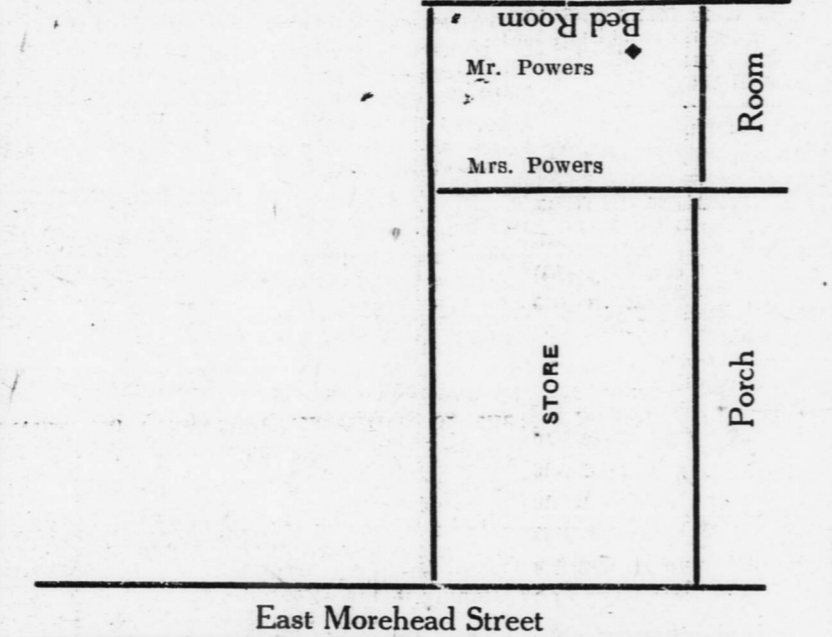 Bed Room
Mr. Powers
Room
Mrs. Powers
STORE
Porch
East Morehead Street